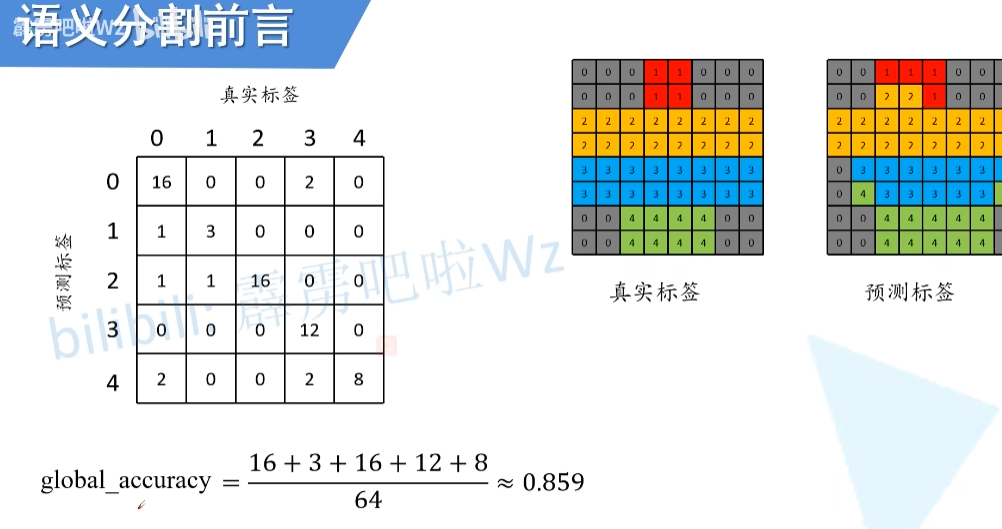 语义分割前言
霹雳吧啦Wz bilibili
真实标签
0 1 2 3 4
0 16 0 0 2 0
1 1 3 0 0 0
2 1 1 16 0 0
3 0 0 0 12 0
4 2 0 0 2 8
预测标签
0 0 0 1 1 0 0 0
0 0 0 1 1 0 0 0
2 2 2 2 2 2 2 2
2 2 2 2 2 2 2 2
3 3 3 3 3 3 3 3
3 3 3 3 3 3 3 3
0 0 4 4 4 4 0 0
0 0 4 4 4 4 0 0
真实标签
0 0 1 1 1 0 0
0 0 2 2 1 0 0
2 2 2 2 2 2 2
2 2 2 2 2 2 2
0 3 3 3 3 3 3
0 4 3 3 3 3 3
0 0 4 4 4 4 4
0 0 4 4 4 4 4
预测标签
bilibili: 霹雳吧啦Wz
global_accuracy = (16 + 3 + 16 + 12 + 8) / 64 ≈ 0.859